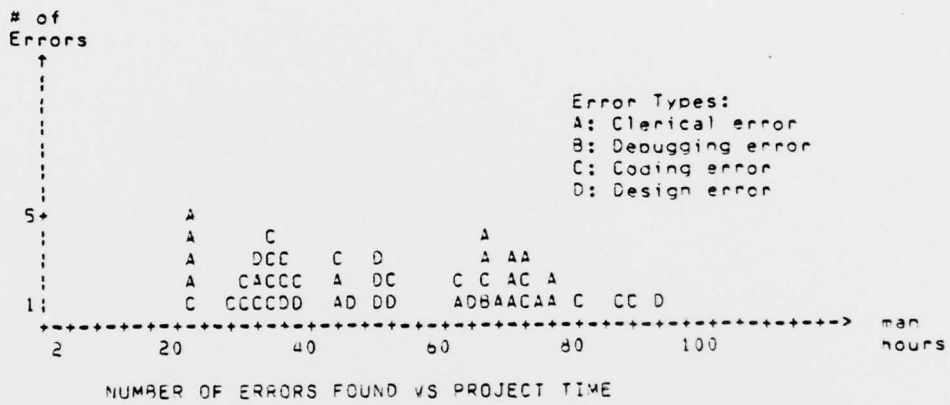 # of
Errors
Error Types:
A: Clerical error
B: Debugging error
C: Coding error
D: Design error
5 A
A C A
A DCC C D A AA
A CACCC A DC C C AC A
1 C CCCCDD AD DD ADBAACAA C CC D
man
2 20 40 60 80 100 hours
NUMBER OF ERRORS FOUND VS PROJECT TIME